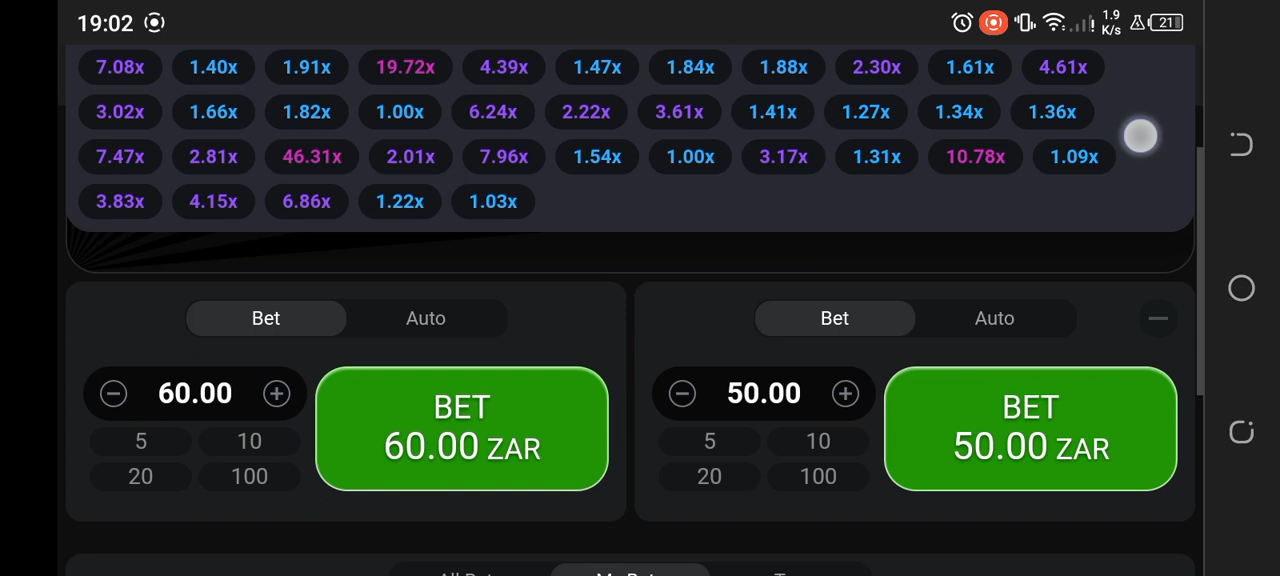 19:02 1.9 K/s 21
7.08x 1.40x 1.91x 19.72x 4.39x 1.47x 1.84x 1.88x 2.30x 1.61x 4.61x
3.02x 1.66x 1.82x 1.00x 6.24x 2.22x 3.61x 1.41x 1.27x 1.34x 1.36x
7.47x 2.81x 46.31x 2.01x 7.96x 1.54x 1.00x 3.17x 1.31x 10.78x 1.09x
3.83x 4.15x 6.86x 1.22x 1.03x
Bet Auto
60.00
5 10
20 100
BET
60.00 ZAR
Bet Auto
50.00
5 10
20 100
BET
50.00 ZAR